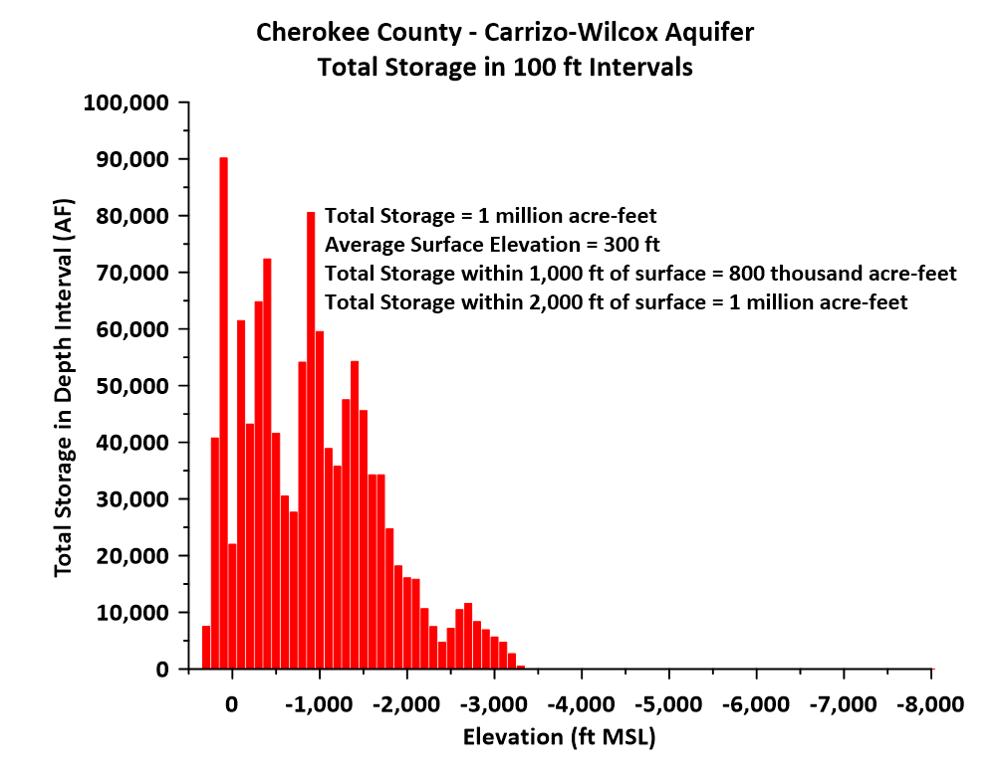 Cherokee County - Carrizo-Wilcox Aquifer
Total Storage in 100 ft Intervals
100,000
90,000
80,000
70,000
60,000
50,000
40,000
30,000
20,000
10,000
0
Total Storage in Depth Interval (AF)
Total Storage = 1 million acre-feet
Average Surface Elevation = 300 ft
Total Storage within 1,000 ft of surface = 800 thousand acre-feet
Total Storage within 2,000 ft of surface = 1 million acre-feet
0 -1,000 -2,000 -3,000 -4,000 -5,000 -6,000 -7,000 -8,000
Elevation (ft MSL)